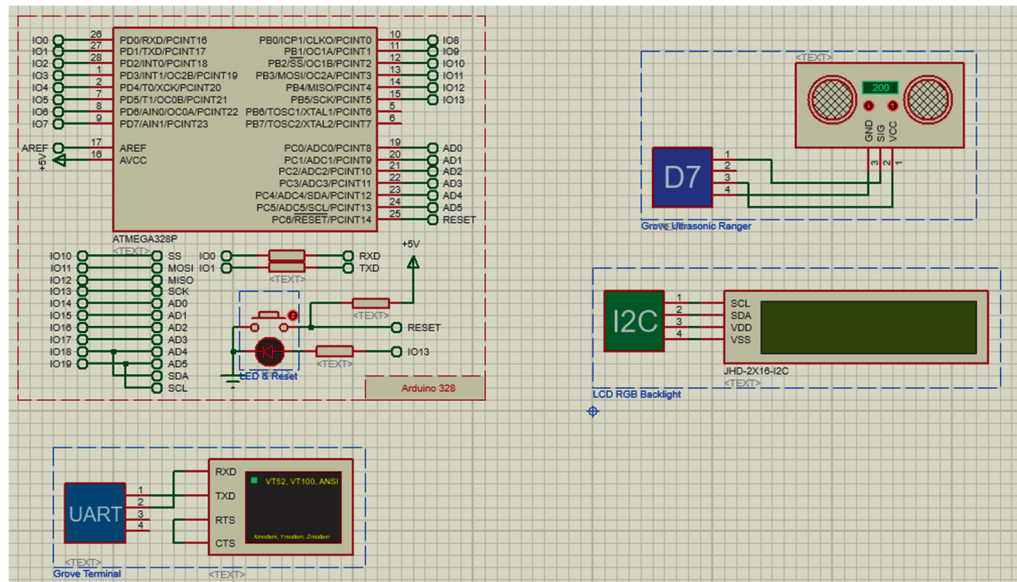 26 PD0/RXD/PCINT16 PB0/ICP1/CLKO/PCINT0 10
IO0 IO8
27 PD1/TXD/PCINT17 PB1/OC1A/PCINT1 11
IO1 IO9
28 PD2/INT0/PCINT18 PB2/SS/OC1B/PCINT2 12
IO2 IO10
1 PD3/INT1/OC2B/PCINT19 PB3/MOSI/OC2A/PCINT3 13
IO3 IO11
2 PD4/T0/XCK/PCINT20 PB4/MISO/PCINT4 14
IO4 IO12
7 PD5/T1/OC0B/PCINT21 PB5/SCK/PCINT5 15
IO5 IO13
8 PD6/AIN0/OC0A/PCINT22 PB6/TOSC1/XTAL1/PCINT6 5
IO6
9 PD7/AIN1/PCINT23 PB7/TOSC2/XTAL2/PCINT7 6
IO7
AREF 17 AREF PC0/ADC0/PCINT8 19 AD0
+5V 16 AVCC PC1/ADC1/PCINT9 20 AD1
PC2/ADC2/PCINT10 21 AD2
PC3/ADC3/PCINT11 22 AD3
PC4/ADC4/SDA/PCINT12 23 AD4
PC5/ADC5/SCL/PCINT13 24 AD5
PC6/RESET/PCINT14 25 RESET
ATMEGA328P
<TEXT>
IO10 SS
IO11 MOSI
IO12 MISO
IO13 SCK
IO14 AD0
IO15 AD1
IO16 AD2
IO17 AD3
IO18 AD4
IO19 AD5
SDA
SCL
IO0 RXD
IO1 TXD
<TEXT>
+5V
<TEXT>
RESET
IO13
<TEXT>
LED & Reset
Arduino 328
<TEXT>
200
GND SIG VCC
3 2 1
D7
1
2
3
4
Grove Ultrasonic Ranger
I2C
1 SCL
2 SDA
3 VDD
4 VSS
JHD-2X16-I2C
<TEXT>
LCD RGB Backlight
UART
1
2
3
4
RXD
TXD
RTS
CTS
VT52, VT100, ANSI
Xmodem, Ymodem, Zmodem
<TEXT>
Grove Terminal
<TEXT>